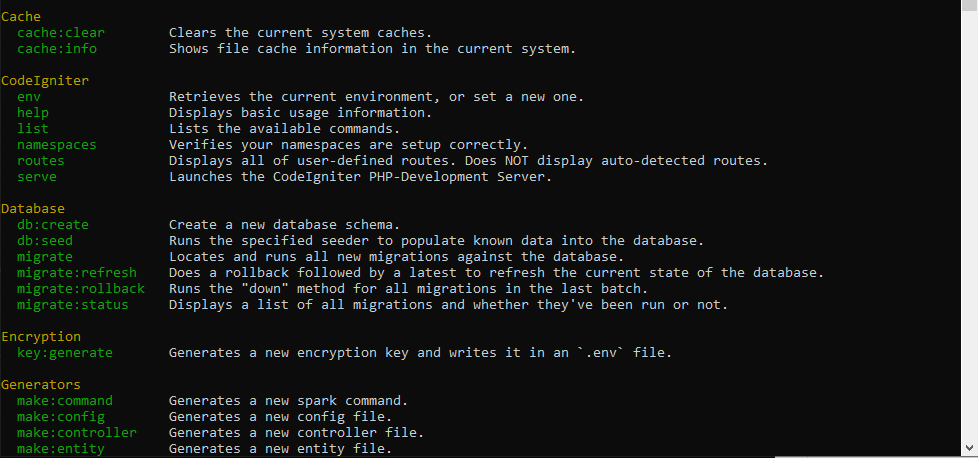 Cache
cache:clear Clears the current system caches.
cache:info Shows file cache information in the current system.
CodeIgniter
env Retrieves the current environment, or set a new one.
help Displays basic usage information.
list Lists the available commands.
namespaces Verifies your namespaces are setup correctly.
routes Displays all of user-defined routes. Does NOT display auto-detected routes.
serve Launches the CodeIgniter PHP-Development Server.
Database
db:create Create a new database schema.
db:seed Runs the specified seeder to populate known data into the database.
migrate Locates and runs all new migrations against the database.
migrate:refresh Does a rollback followed by a latest to refresh the current state of the database.
migrate:rollback Runs the "down" method for all migrations in the last batch.
migrate:status Displays a list of all migrations and whether they've been run or not.
Encryption
key:generate Generates a new encryption key and writes it in an `.env` file.
Generators
make:command Generates a new spark command.
make:config Generates a new config file.
make:controller Generates a new controller file.
make:entity Generates a new entity file.